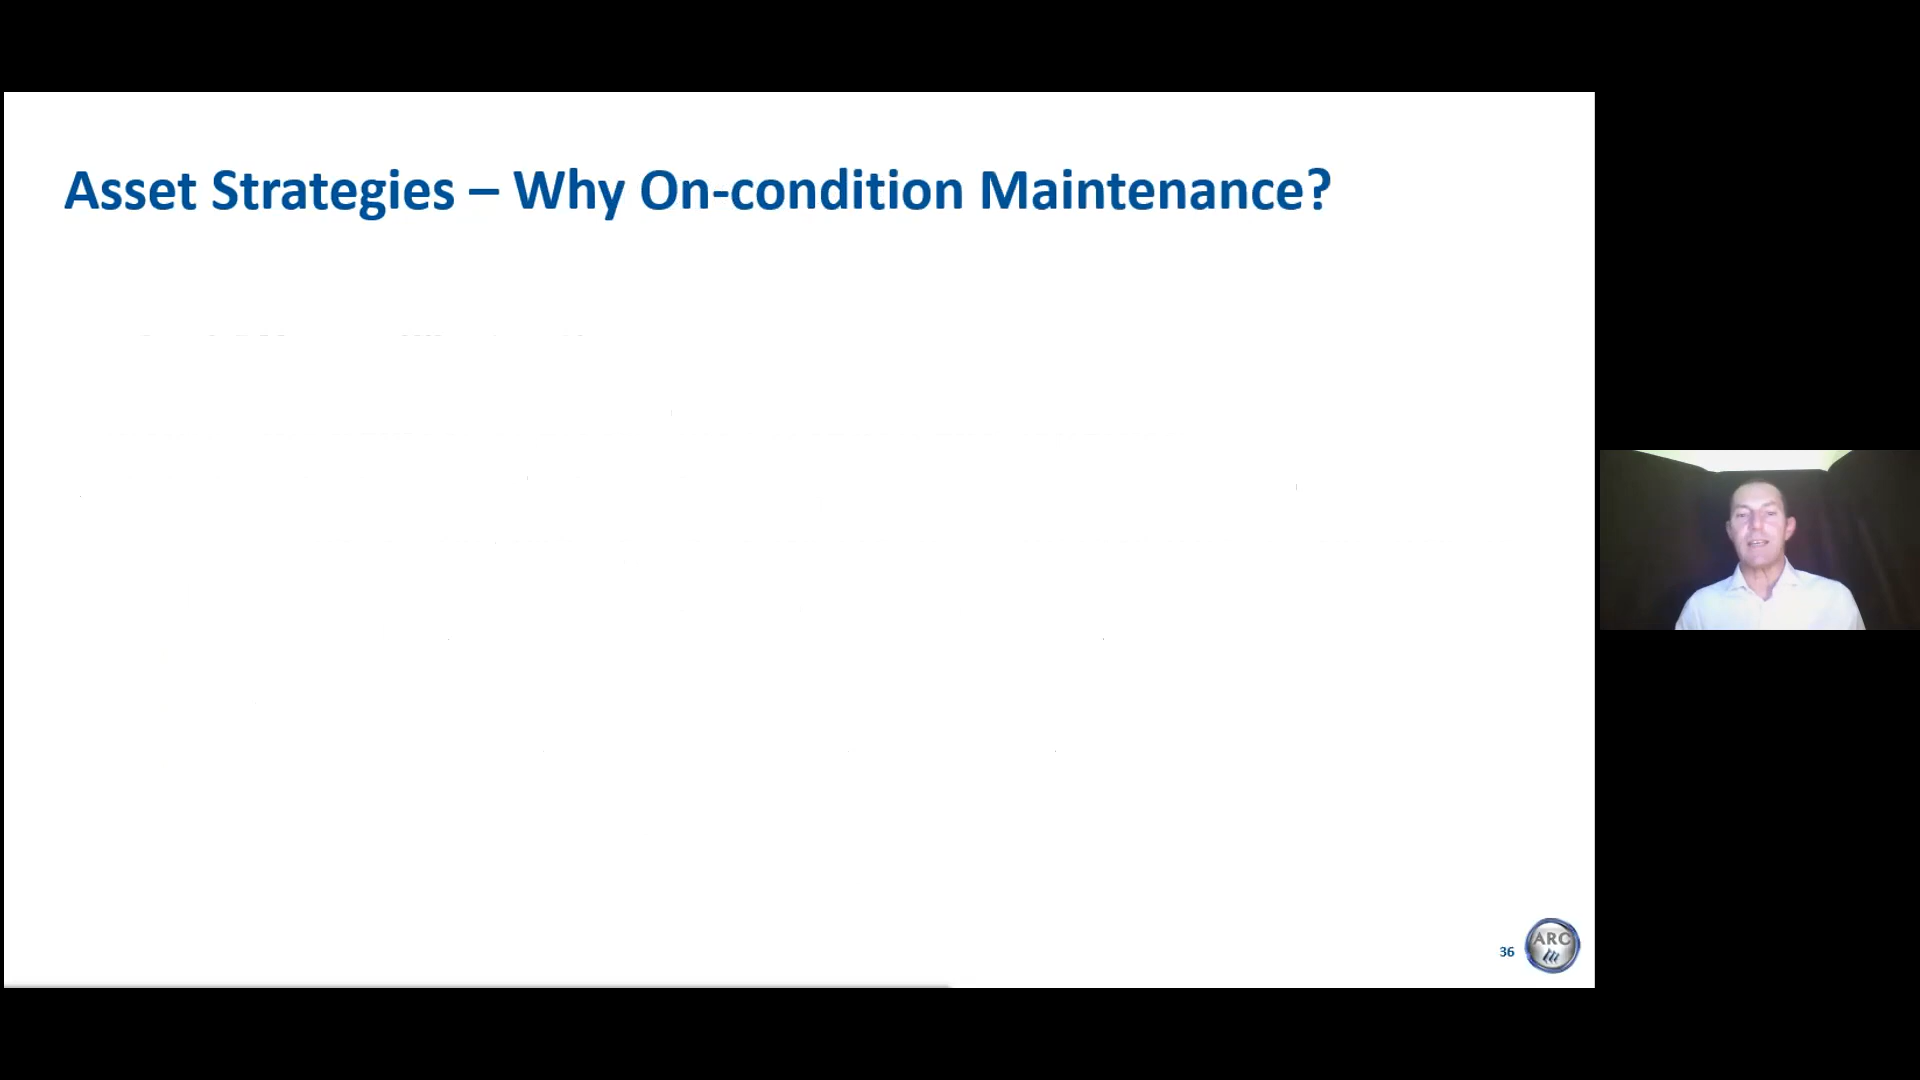 Asset Strategies – Why On-condition Maintenance?
36
ARC